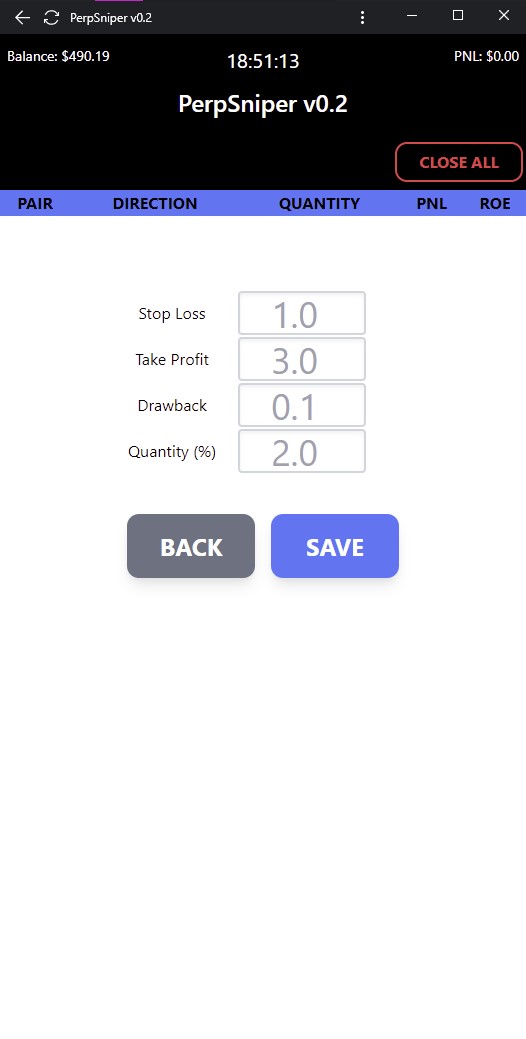 PerpSniper v0.2
Balance: $490.19 18:51:13 PNL: $0.00
PerpSniper v0.2
CLOSE ALL
PAIR DIRECTION QUANTITY PNL ROE
Stop Loss 1.0
Take Profit 3.0
Drawback 0.1
Quantity (%) 2.0
BACK SAVE